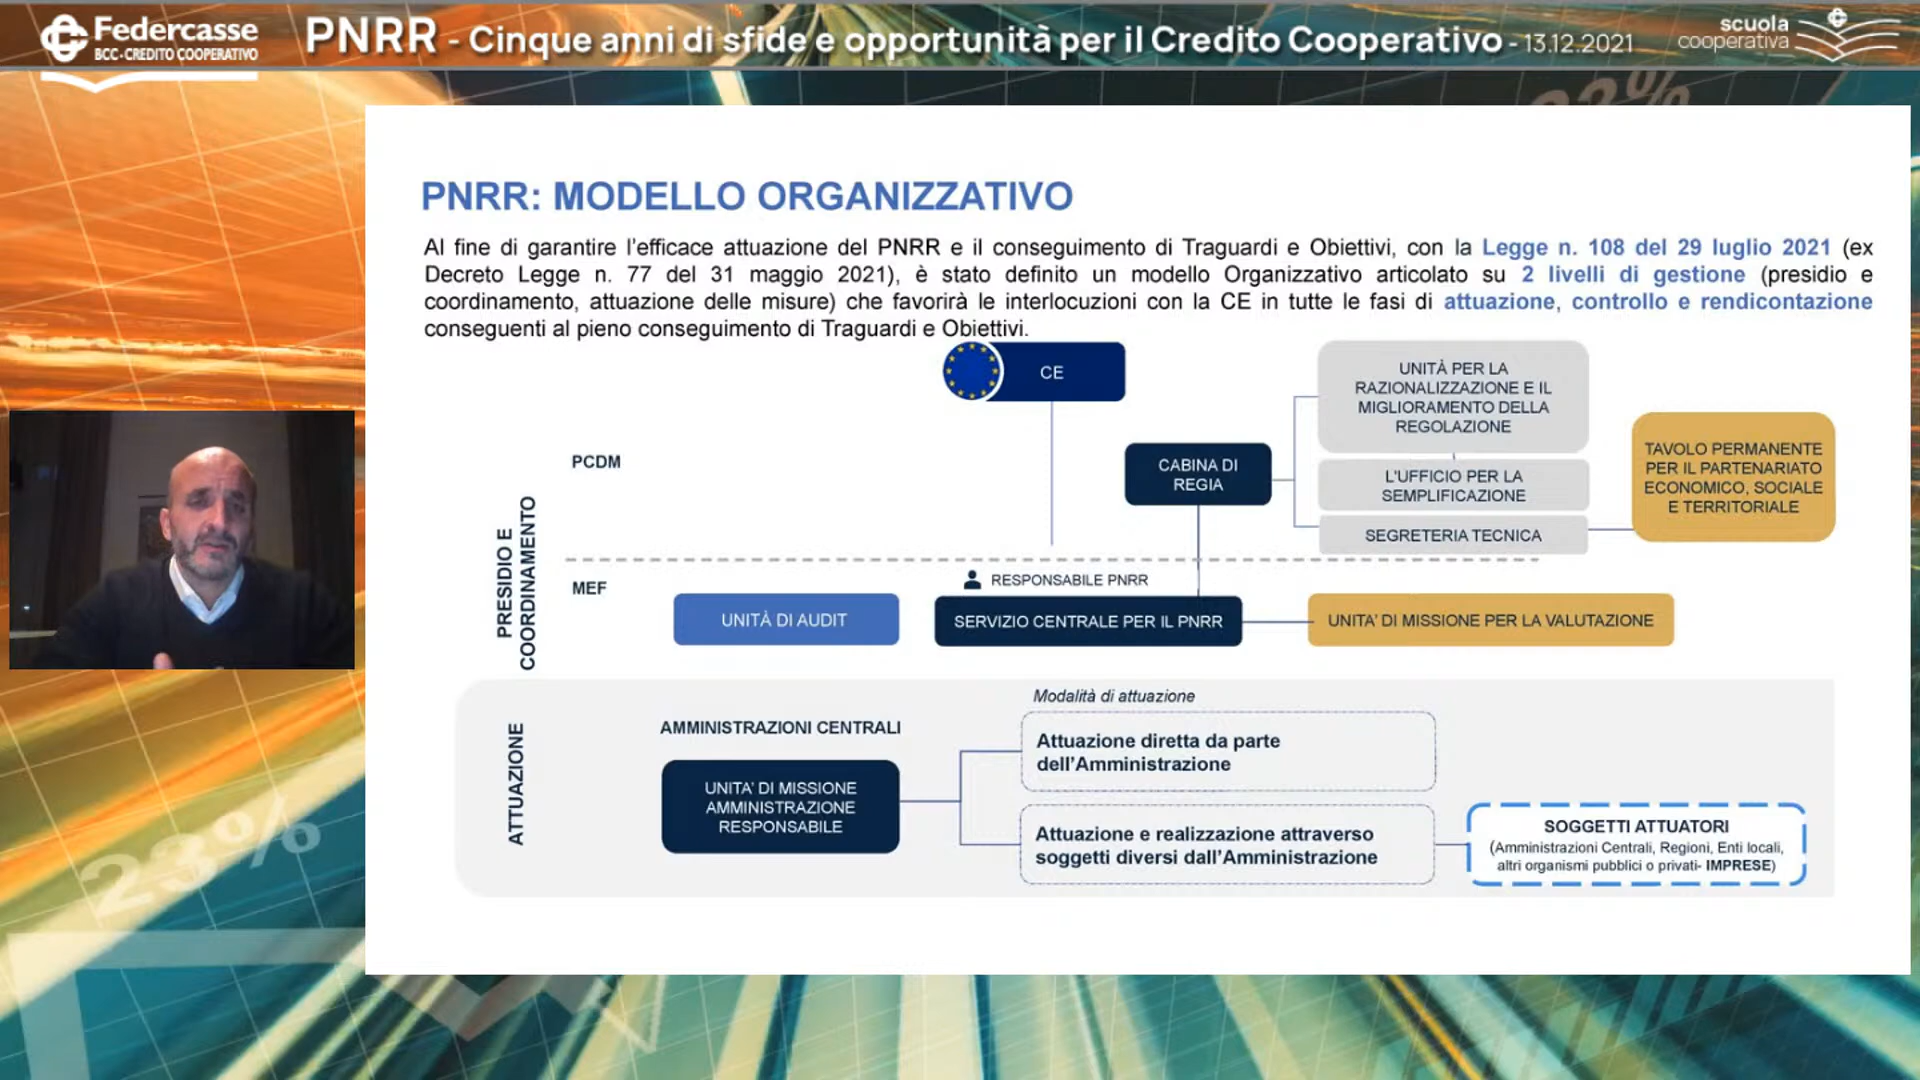 Federcasse
BCC-CREDITO COOPERATIVO
PNRR - Cinque anni di sfide e opportunità per il Credito Cooperativo - 13.12.2021
scuola
cooperativa
PNRR: MODELLO ORGANIZZATIVO
Al fine di garantire l'efficace attuazione del PNRR e il conseguimento di Traguardi e Obiettivi, con la Legge n. 108 del 29 luglio 2021 (ex
Decreto Legge n. 77 del 31 maggio 2021), è stato definito un modello Organizzativo articolato su 2 livelli di gestione (presidio e
coordinamento, attuazione delle misure) che favorirà le interlocuzioni con la CE in tutte le fasi di attuazione, controllo e rendicontazione
conseguenti al pieno conseguimento di Traguardi e Obiettivi.
CE
UNITÀ PER LA
RAZIONALIZZAZIONE E IL
MIGLIORAMENTO DELLA
REGOLAZIONE
PCDM
CABINA DI
REGIA
L'UFFICIO PER LA
SEMPLIFICAZIONE
SEGRETERIA TECNICA
TAVOLO PERMANENTE
PER IL PARTENARIATO
ECONOMICO, SOCIALE
E TERRITORIALE
PRESIDIO E
COORDINAMENTO
MEF
RESPONSABILE PNRR
UNITÀ DI AUDIT
SERVIZIO CENTRALE PER IL PNRR
UNITA' DI MISSIONE PER LA VALUTAZIONE
ATTUAZIONE
AMMINISTRAZIONI CENTRALI
UNITA' DI MISSIONE
AMMINISTRAZIONE
RESPONSABILE
Modalità di attuazione
Attuazione diretta da parte
dell'Amministrazione
Attuazione e realizzazione attraverso
soggetti diversi dall'Amministrazione
SOGGETTI ATTUATORI
(Amministrazioni Centrali, Regioni, Enti locali,
altri organismi pubblici o privati- IMPRESE)
23%